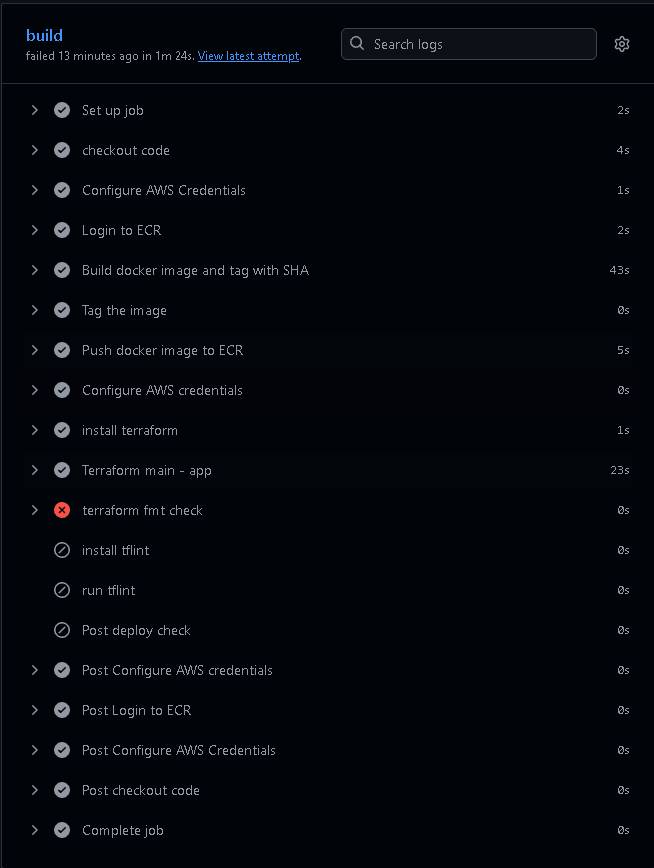 build
failed 13 minutes ago in 1m 24s. View latest attempt.
Search logs
Set up job 2s
checkout code 4s
Configure AWS Credentials 1s
Login to ECR 2s
Build docker image and tag with SHA 43s
Tag the image 0s
Push docker image to ECR 5s
Configure AWS credentials 0s
install terraform 1s
Terraform main - app 23s
terraform fmt check 0s
install tflint 0s
run tflint 0s
Post deploy check 0s
Post Configure AWS credentials 0s
Post Login to ECR 0s
Post Configure AWS Credentials 0s
Post checkout code 0s
Complete job 0s